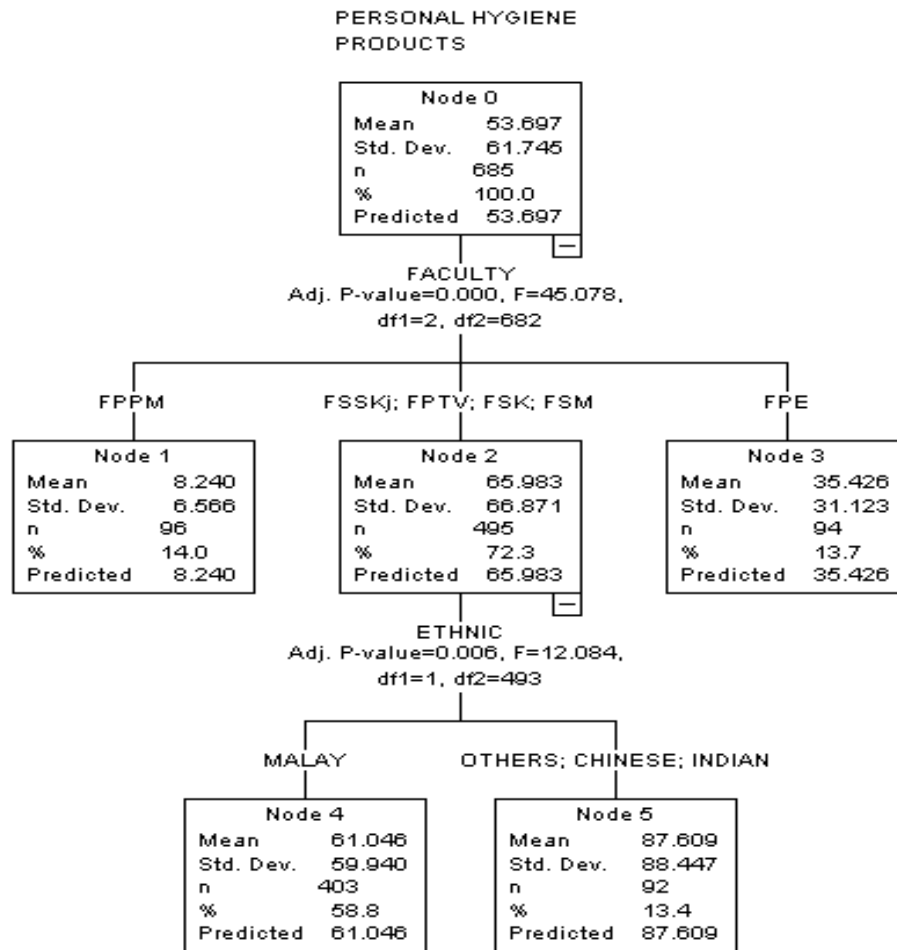 PERSONAL HYGIENE
PRODUCTS
Node 0
Mean 53.697
Std. Dev. 61.745
n 685
% 100.0
Predicted 53.697
FACULTY
Adj. P-value=0.000, F=45.078,
df1=2, df2=682
FPPM
FSSKj; FPTV; FSK; FSM
FPE
Node 1
Mean 8.240
Std. Dev. 6.566
n 96
% 14.0
Predicted 8.240
Node 2
Mean 65.983
Std. Dev. 66.871
n 495
% 72.3
Predicted 65.983
Node 3
Mean 35.426
Std. Dev. 31.123
n 94
% 13.7
Predicted 35.426
ETHNIC
Adj. P-value=0.006, F=12.084,
df1=1, df2=493
MALAY
OTHERS; CHINESE; INDIAN
Node 4
Mean 61.046
Std. Dev. 59.940
n 403
% 58.8
Predicted 61.046
Node 5
Mean 87.609
Std. Dev. 88.447
n 92
% 13.4
Predicted 87.609